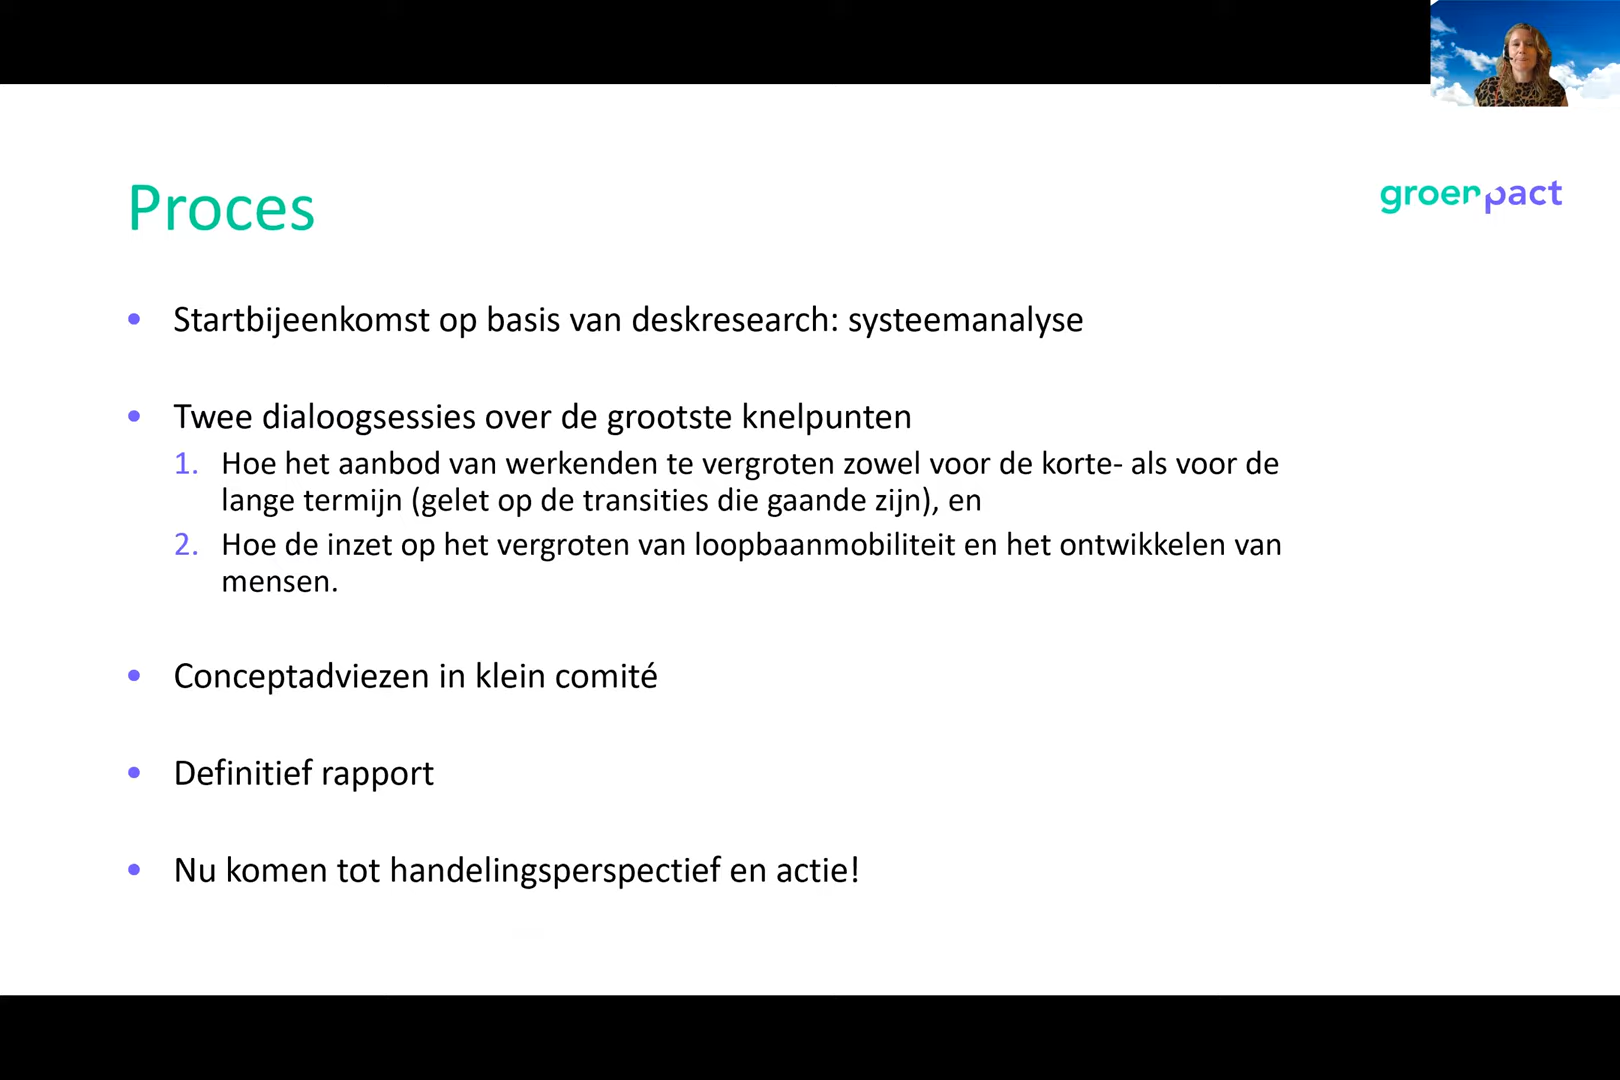 groenpact
Proces
• Startbijeenkomst op basis van deskresearch: systeemanalyse
• Twee dialoogsessies over de grootste knelpunten
1. Hoe het aanbod van werkenden te vergroten zowel voor de korte- als voor de
lange termijn (gelet op de transities die gaande zijn), en
2. Hoe de inzet op het vergroten van loopbaanmobiliteit en het ontwikkelen van
mensen.
• Conceptadviezen in klein comité
• Definitief rapport
• Nu komen tot handelingsperspectief en actie!